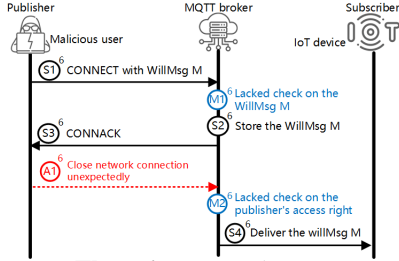 Publisher
MQTT broker
Subscriber
Malicious user
IoT device
IoT
S1 6 CONNECT with WillMsg M
M1 6 Lacked check on the
WillMsg M
S2 6 Store the WillMsg M
S3 6 CONNACK
A1 6 Close network connection
unexpectedly
M2 6 Lacked check on the
publisher's access right
S4 6 Deliver the willMsg M